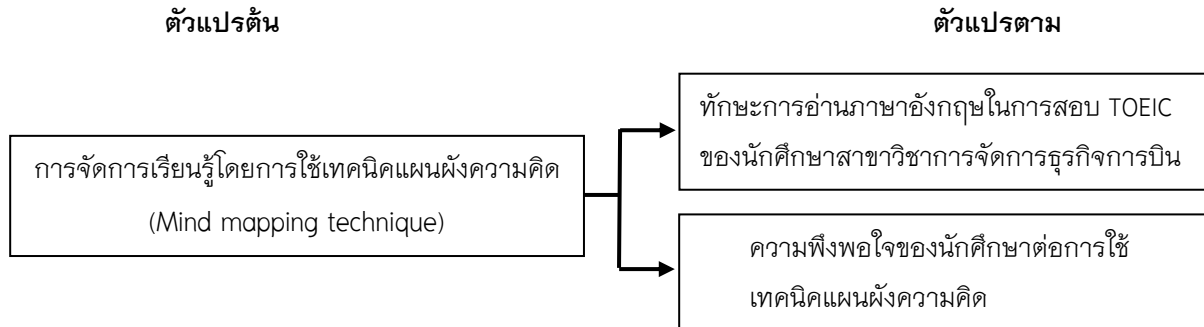 ตัวแปรต้น
ตัวแปรตาม
การจัดการเรียนรู้โดยการใช้เทคนิคแผนผังความคิด
(Mind mapping technique)
ทักษะการอ่านภาษาอังกฤษในการสอบ TOEIC
ของนักศึกษาสาขาวิชาการจัดการธุรกิจการบิน
ความพึงพอใจของนักศึกษาต่อการใช้
เทคนิคแผนผังความคิด